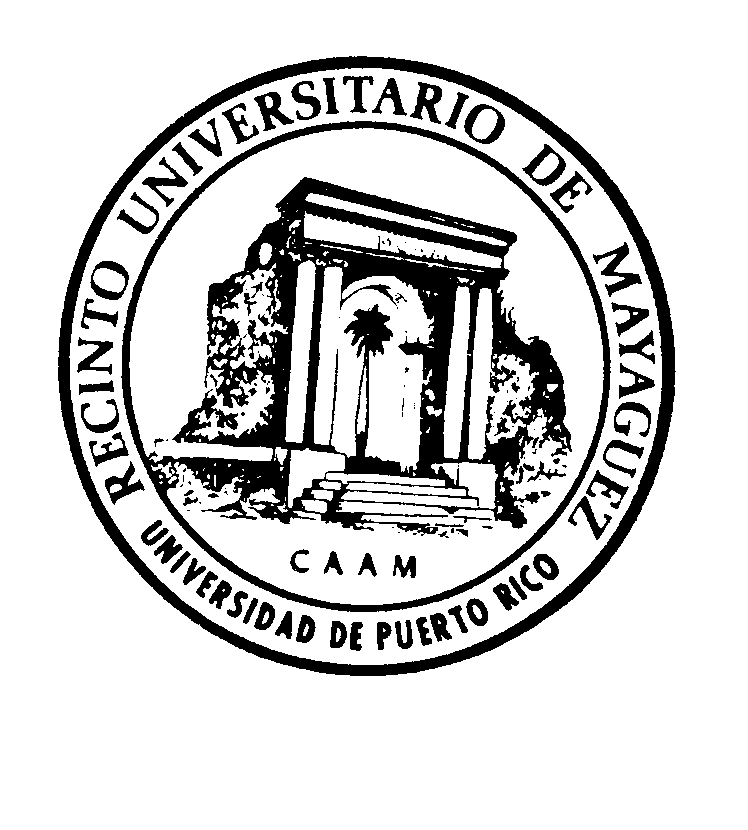 RECINTO UNIVERSITARIO DE MAYAGUEZ
CAAM
UNIVERSIDAD DE PUERTO RICO